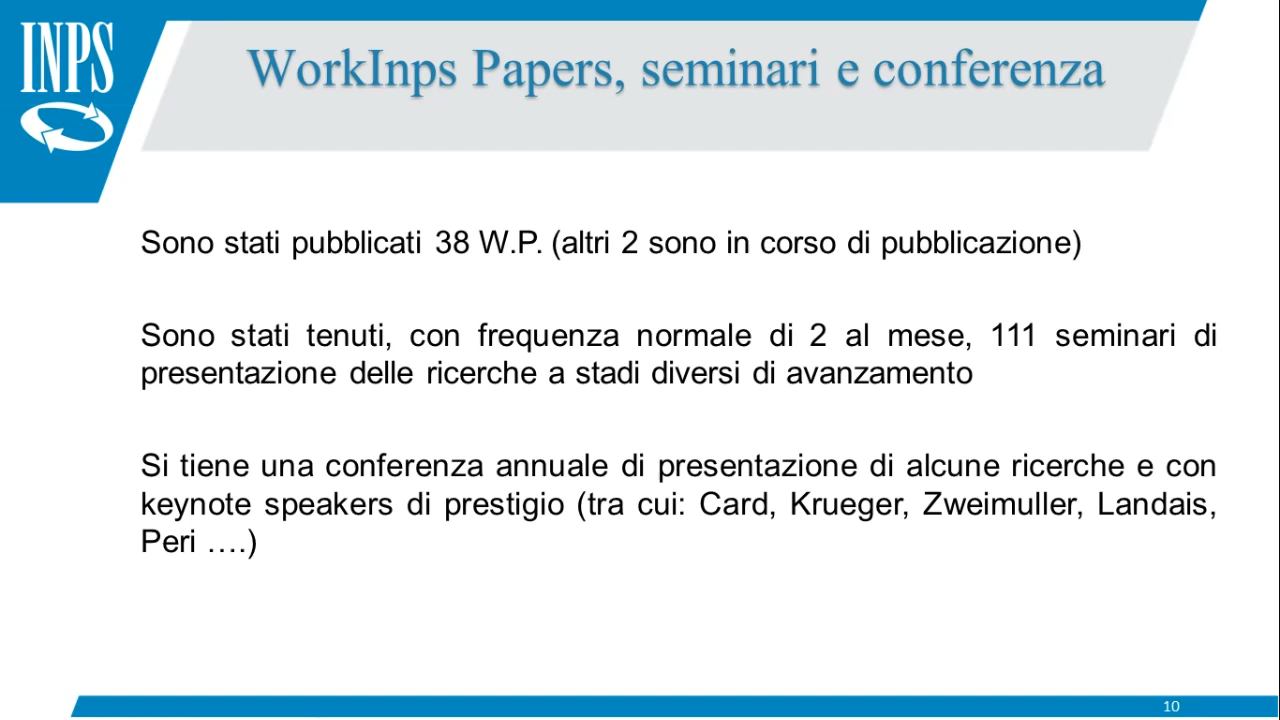 INPS
WorkInps Papers, seminari e conferenza
Sono stati pubblicati 38 W.P. (altri 2 sono in corso di pubblicazione)
Sono stati tenuti, con frequenza normale di 2 al mese, 111 seminari di
presentazione delle ricerche a stadi diversi di avanzamento
Si tiene una conferenza annuale di presentazione di alcune ricerche e con
keynote speakers di prestigio (tra cui: Card, Krueger, Zweimuller, Landais,
Peri ….)
10